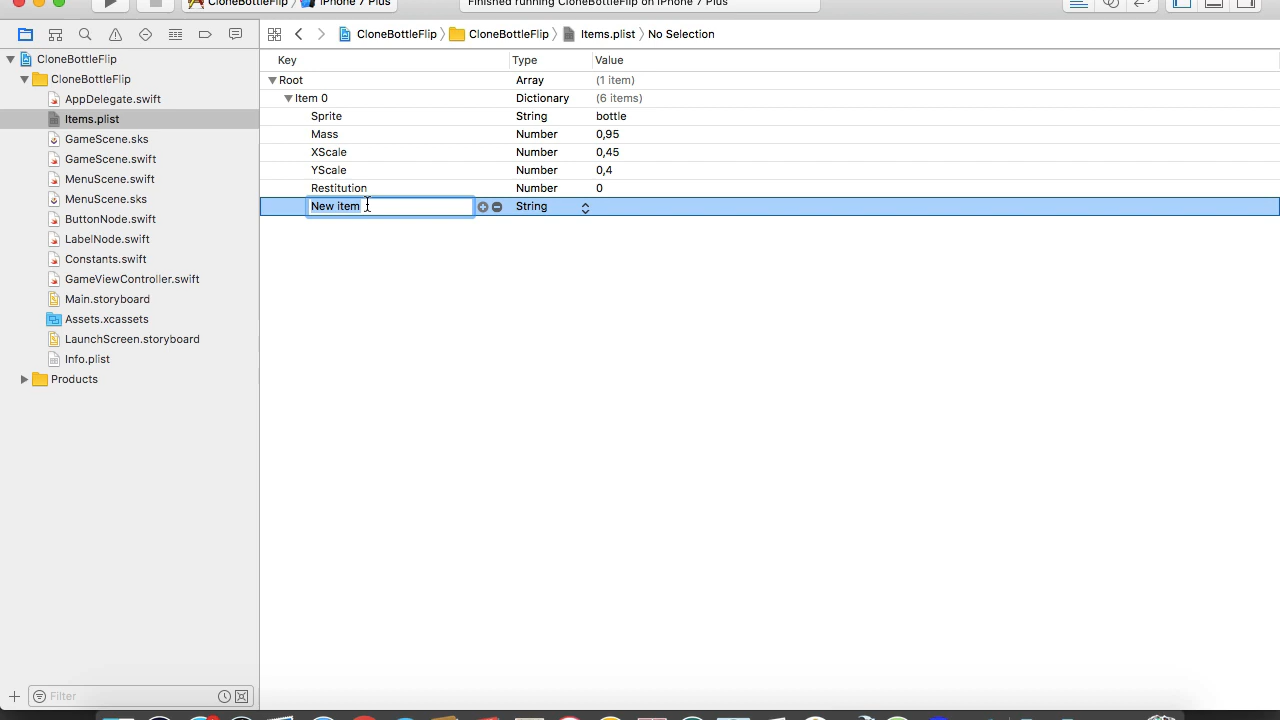 CloneBottleFlip iPhone 7 Plus
Finished running CloneBottleFlip on iPhone 7 Plus
CloneBottleFlip CloneBottleFlip Items.plist No Selection
CloneBottleFlip
CloneBottleFlip
AppDelegate.swift
Items.plist
GameScene.sks
GameScene.swift
MenuScene.swift
MenuScene.sks
ButtonNode.swift
LabelNode.swift
Constants.swift
GameViewController.swift
Main.storyboard
Assets.xcassets
LaunchScreen.storyboard
Info.plist
Products
Filter
Key Type Value
Root Array (1 item)
Item 0 Dictionary (6 items)
Sprite String bottle
Mass Number 0,95
XScale Number 0,45
YScale Number 0,4
Restitution Number 0
New item String